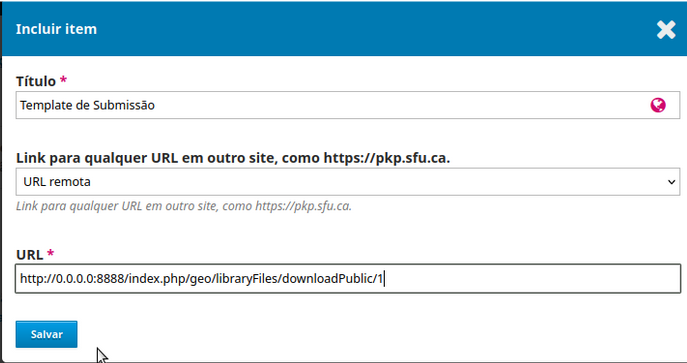 Incluir item
Título *
Template de Submissão
Link para qualquer URL em outro site, como https://pkp.sfu.ca.
URL remota
Link para qualquer URL em outro site, como https://pkp.sfu.ca.
URL *
http://0.0.0.0:8888/index.php/geo/libraryFiles/downloadPublic/1
Salvar